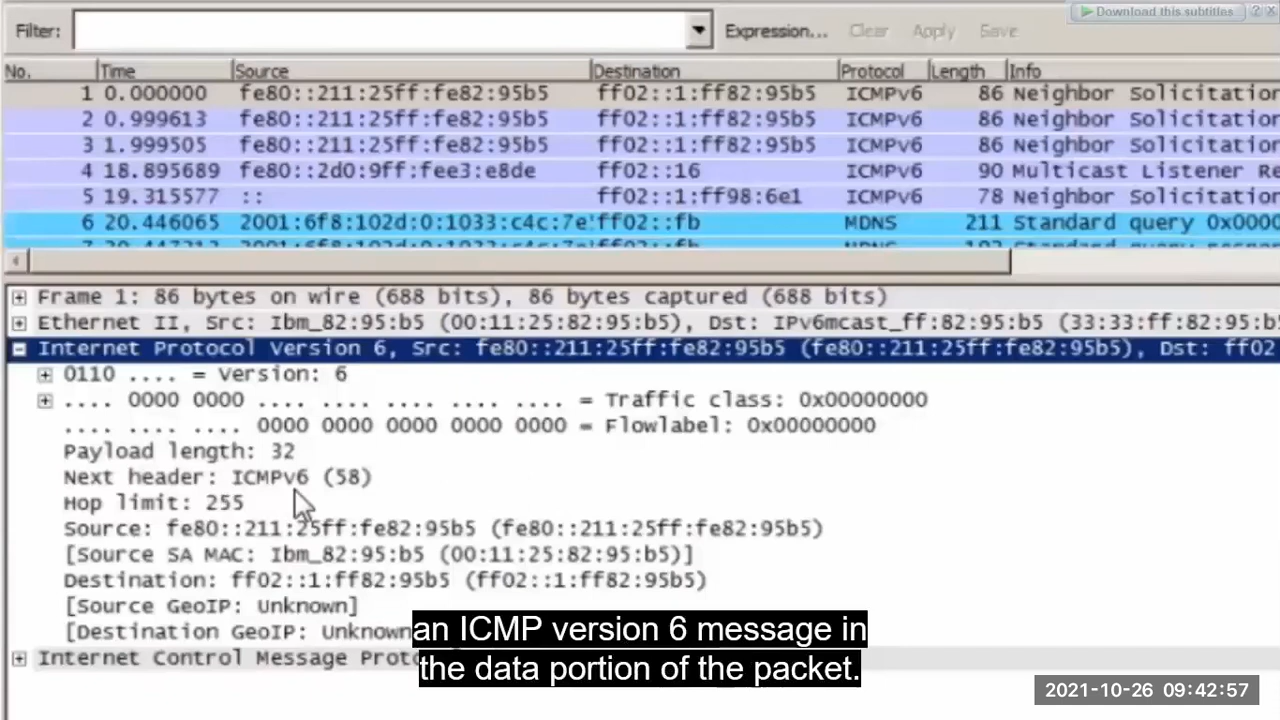 Download this subtitles ? X
Filter: Expression... Clear Apply Save
No. Time Source Destination Protocol Length Info
1 0.000000 fe80::211:25ff:fe82:95b5 ff02::1:ff82:95b5 ICMPv6 86 Neighbor Solicitation
2 0.999613 fe80::211:25ff:fe82:95b5 ff02::1:ff82:95b5 ICMPv6 86 Neighbor Solicitation
3 1.999505 fe80::211:25ff:fe82:95b5 ff02::1:ff82:95b5 ICMPv6 86 Neighbor Solicitation
4 18.895689 fe80::2d0:9ff:fee3:e8de ff02::16 ICMPv6 90 Multicast Listener Re
5 19.315577 :: ff02::1:ff98:6e1 ICMPv6 78 Neighbor Solicitation
6 20.446065 2001:6f8:102d:0:1033:c4c:7e ff02::fb MDNS 211 Standard query 0x0000
Frame 1: 86 bytes on wire (688 bits), 86 bytes captured (688 bits)
Ethernet II, Src: Ibm_82:95:b5 (00:11:25:82:95:b5), Dst: IPv6mcast_ff:82:95:b5 (33:33:ff:82:95:b5
Internet Protocol Version 6, Src: fe80::211:25ff:fe82:95b5 (fe80::211:25ff:fe82:95b5), Dst: ff02
0110 .... = Version: 6
.... 0000 0000 .... .... .... .... .... = Traffic class: 0x00000000
.... .... .... 0000 0000 0000 0000 0000 = Flowlabel: 0x00000000
Payload length: 32
Next header: ICMPv6 (58)
Hop limit: 255
Source: fe80::211:25ff:fe82:95b5 (fe80::211:25ff:fe82:95b5)
[Source SA MAC: Ibm_82:95:b5 (00:11:25:82:95:b5)]
Destination: ff02::1:ff82:95b5 (ff02::1:ff82:95b5)
[Source GeoIP: Unknown]
[Destination GeoIP: Unknown
Internet Control Message Proto
an ICMP version 6 message in
the data portion of the packet.
2021-10-26 09:42:57